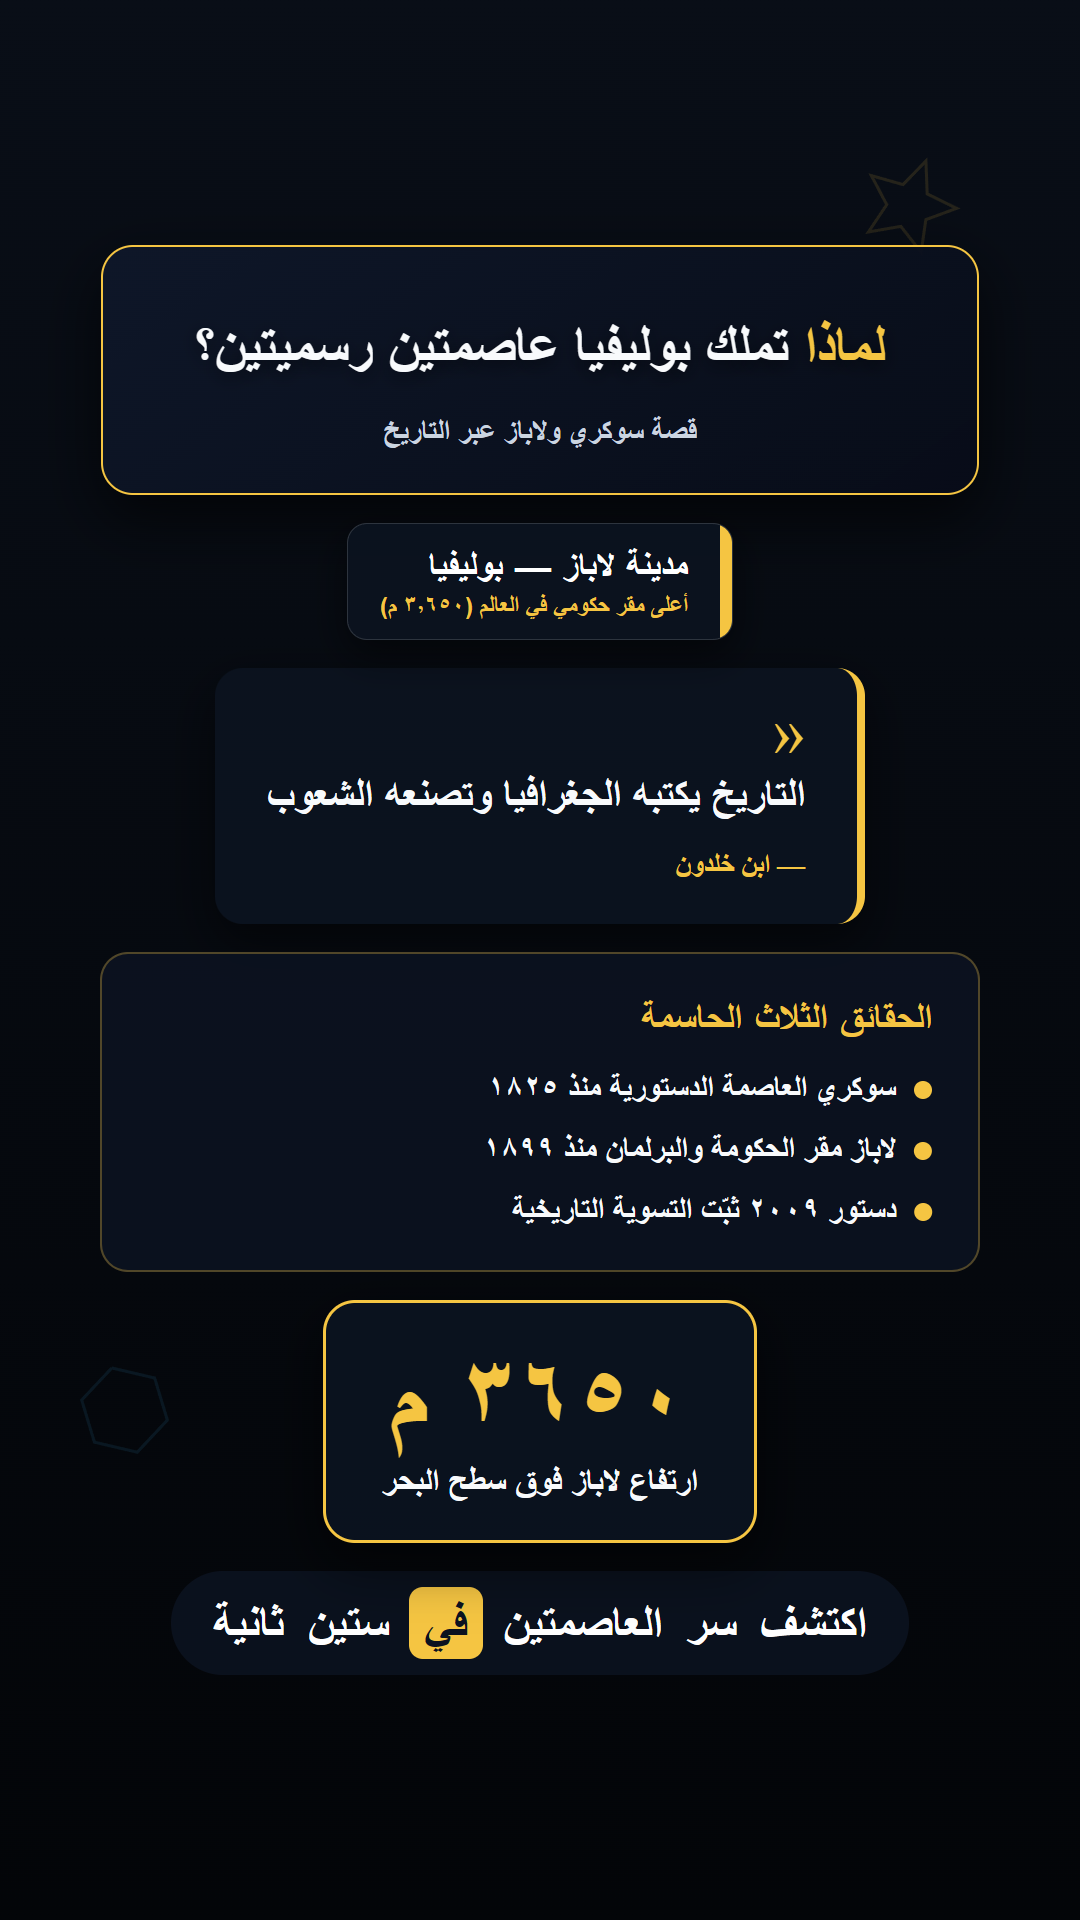 لماذا تملك بوليفيا عاصمتين رسميتين؟
قصة سوكري ولاباز عبر التاريخ
مدينة لاباز — بوليفيا
أعلى مقر حكومي في العالم (٣,٦٥٠ م)
»
التاريخ يكتبه الجغرافيا وتصنعه الشعوب
— ابن خلدون
الحقائق الثلاث الحاسمة
سوكري العاصمة الدستورية منذ ١٨٢٥
لاباز مقر الحكومة والبرلمان منذ ١٨٩٩
دستور ٢٠٠٩ ثبّت التسوية التاريخية
٣٦٥٠ م
ارتفاع لاباز فوق سطح البحر
اكتشف سر العاصمتين في ستين ثانية